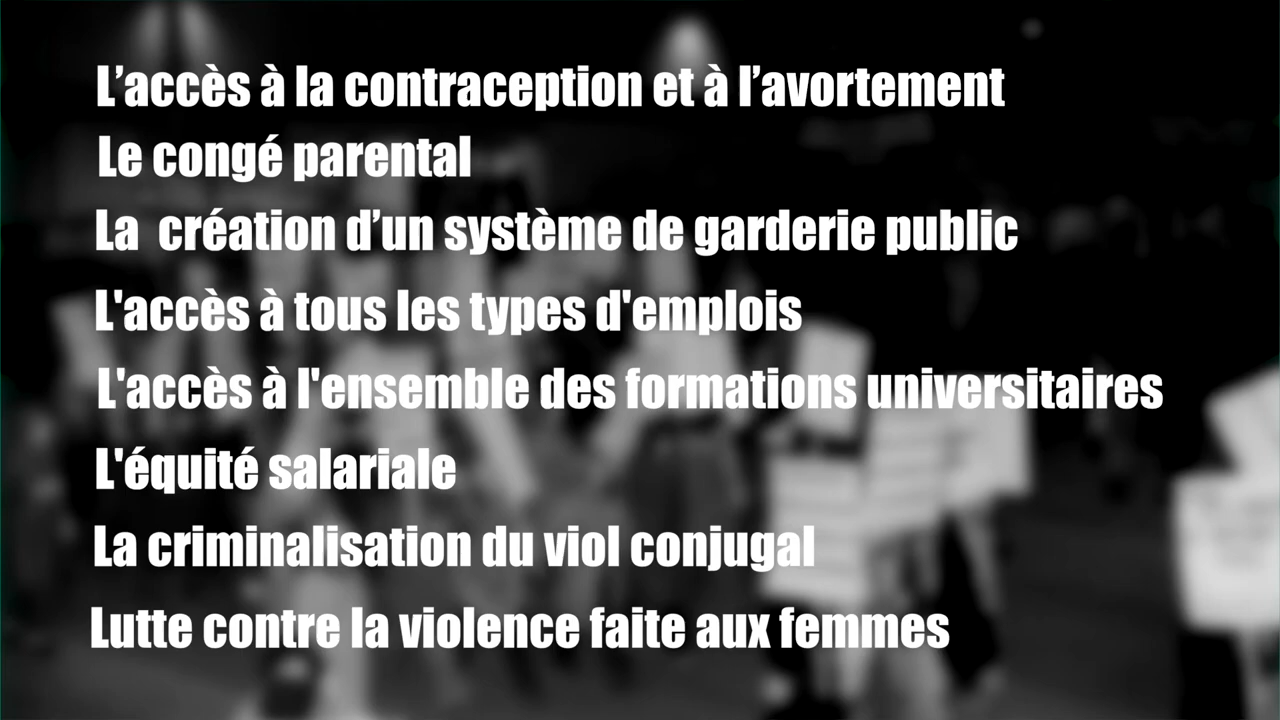 L’accès à la contraception et à l’avortement
Le congé parental
La  création d’un système de garderie public
L'accès à tous les types d'emplois
L'accès à l'ensemble des formations universitaires
L'équité salariale
La criminalisation du viol conjugal
Lutte contre la violence faite aux femmes